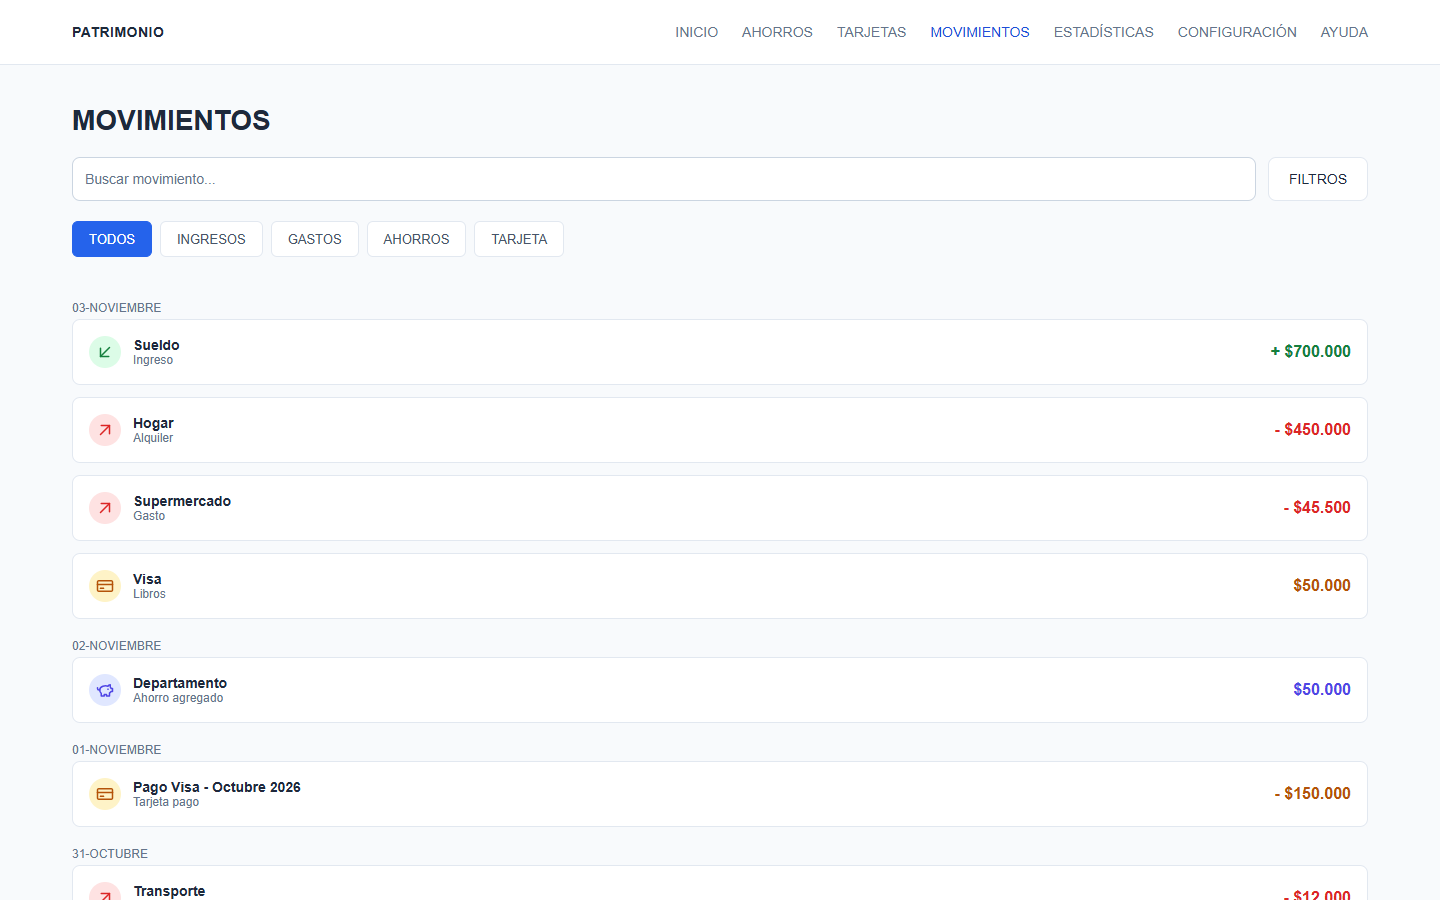 PATRIMONIO
INICIO AHORROS TARJETAS MOVIMIENTOS ESTADÍSTICAS CONFIGURACIÓN AYUDA
MOVIMIENTOS
Buscar movimiento...
FILTROS
TODOS INGRESOS GASTOS AHORROS TARJETA
03-NOVIEMBRE
Sueldo
Ingreso
+ $700.000
Hogar
Alquiler
- $450.000
Supermercado
Gasto
- $45.500
Visa
Libros
$50.000
02-NOVIEMBRE
Departamento
Ahorro agregado
$50.000
01-NOVIEMBRE
Pago Visa - Octubre 2026
Tarjeta pago
- $150.000
31-OCTUBRE
Transporte
- $12.000